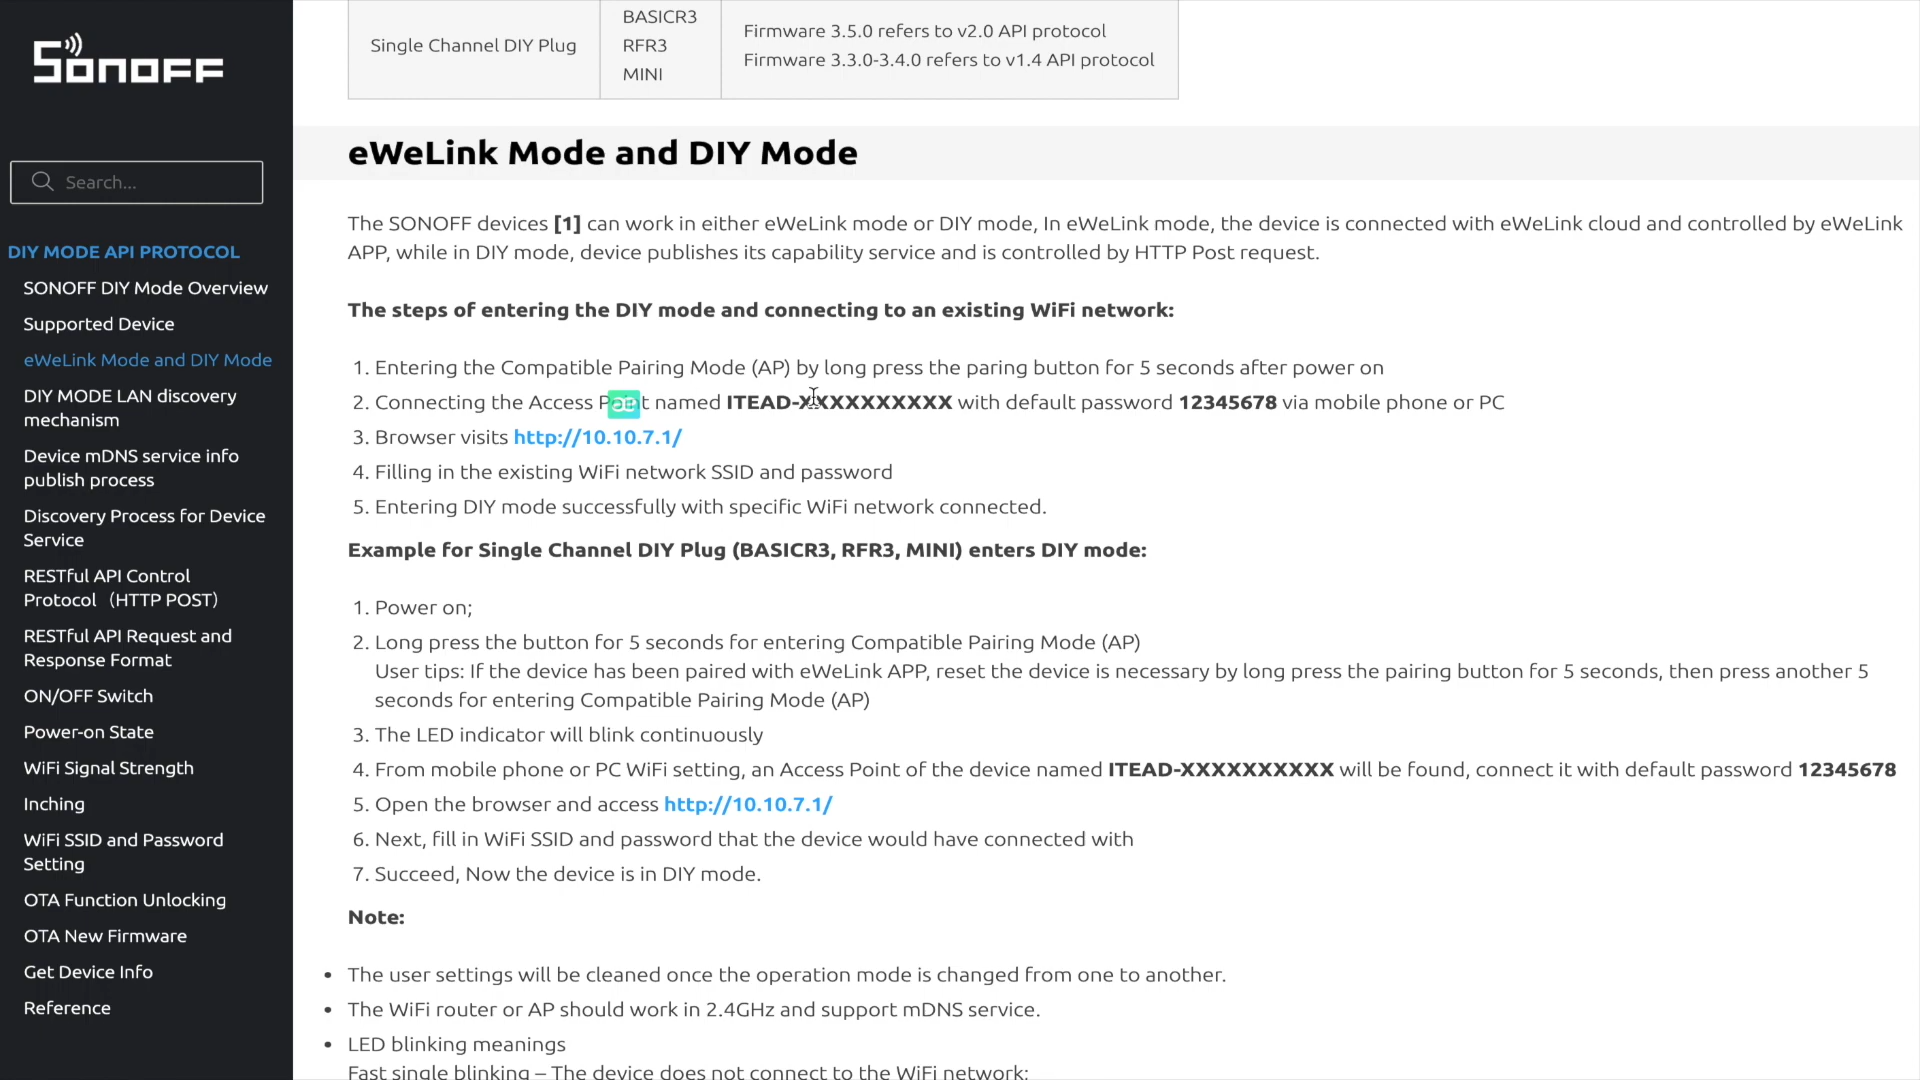 SONOFF
Search...
DIY MODE API PROTOCOL
SONOFF DIY Mode Overview
Supported Device
eWeLink Mode and DIY Mode
DIY MODE LAN discovery
mechanism
Device mDNS service info
publish process
Discovery Process for Device
Service
RESTful API Control
Protocol（HTTP POST）
RESTful API Request and
Response Format
ON/OFF Switch
Power-on State
WiFi Signal Strength
Inching
WiFi SSID and Password
Setting
OTA Function Unlocking
OTA New Firmware
Get Device Info
Reference
Single Channel DIY Plug
BASICR3
RFR3
MINI
Firmware 3.5.0 refers to v2.0 API protocol
Firmware 3.3.0-3.4.0 refers to v1.4 API protocol
eWeLink Mode and DIY Mode
The SONOFF devices [1] can work in either eWeLink mode or DIY mode, In eWeLink mode, the device is connected with eWeLink cloud and controlled by eWeLink
APP, while in DIY mode, device publishes its capability service and is controlled by HTTP Post request.
The steps of entering the DIY mode and connecting to an existing WiFi network:
1. Entering the Compatible Pairing Mode (AP) by long press the paring button for 5 seconds after power on
2. Connecting the Access Point named ITEAD-XXXXXXXXXX with default password 12345678 via mobile phone or PC
3. Browser visits http://10.10.7.1/
4. Filling in the existing WiFi network SSID and password
5. Entering DIY mode successfully with specific WiFi network connected.
Example for Single Channel DIY Plug (BASICR3, RFR3, MINI) enters DIY mode:
1. Power on;
2. Long press the button for 5 seconds for entering Compatible Pairing Mode (AP)
User tips: If the device has been paired with eWeLink APP, reset the device is necessary by long press the pairing button for 5 seconds, then press another 5
seconds for entering Compatible Pairing Mode (AP)
3. The LED indicator will blink continuously
4. From mobile phone or PC WiFi setting, an Access Point of the device named ITEAD-XXXXXXXXXX will be found, connect it with default password 12345678
5. Open the browser and access http://10.10.7.1/
6. Next, fill in WiFi SSID and password that the device would have connected with
7. Succeed, Now the device is in DIY mode.
Note:
• The user settings will be cleaned once the operation mode is changed from one to another.
• The WiFi router or AP should work in 2.4GHz and support mDNS service.
• LED blinking meanings
Fast single blinking – The device does not connect to the WiFi network;